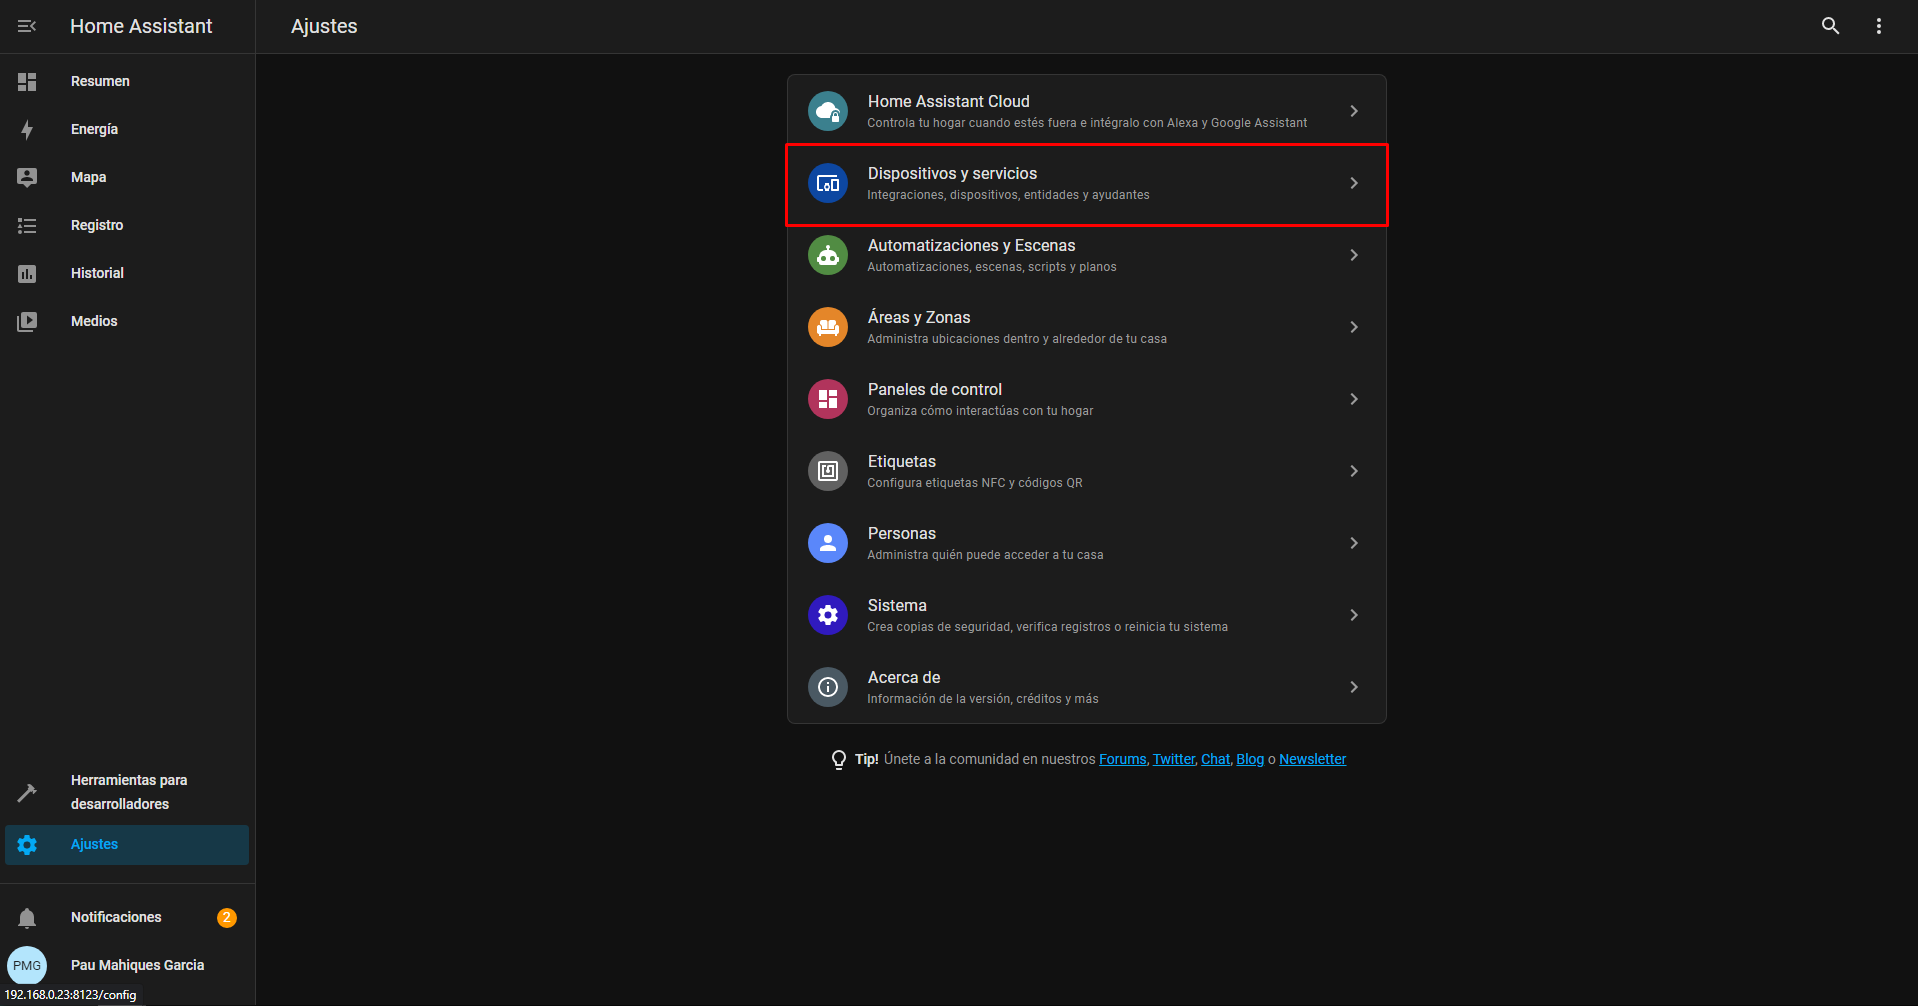 Home Assistant
Ajustes
Resumen
Energía
Mapa
Registro
Historial
Medios
Herramientas para
desarrolladores
Ajustes
Notificaciones 2
PMG Pau Mahiques Garcia
192.168.0.23:8123/config
Home Assistant Cloud
Controla tu hogar cuando estés fuera e intégralo con Alexa y Google Assistant
Dispositivos y servicios
Integraciones, dispositivos, entidades y ayudantes
Automatizaciones y Escenas
Automatizaciones, escenas, scripts y planos
Áreas y Zonas
Administra ubicaciones dentro y alrededor de tu casa
Paneles de control
Organiza cómo interactúas con tu hogar
Etiquetas
Configura etiquetas NFC y códigos QR
Personas
Administra quién puede acceder a tu casa
Sistema
Crea copias de seguridad, verifica registros o reinicia tu sistema
Acerca de
Información de la versión, créditos y más
Tip! Únete a la comunidad en nuestros Forums, Twitter, Chat, Blog o Newsletter